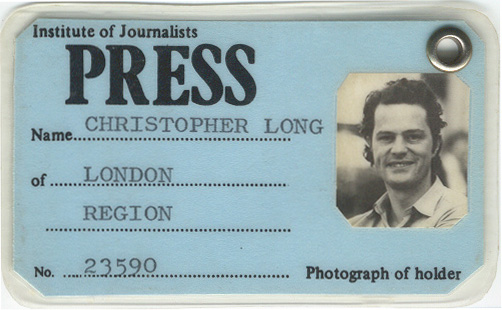 Institute of Journalists
PRESS
Name CHRISTOPHER LONG
of LONDON
REGION
No. 23590
Photograph of holder